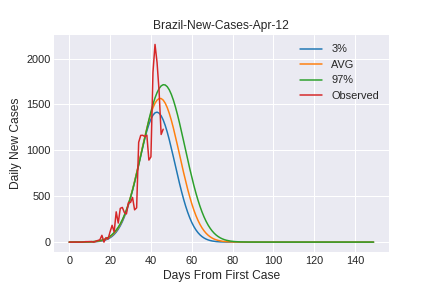 Brazil-New-Cases-Apr-12
3%
AVG
97%
Observed
Daily New Cases
2000
1500
1000
500
0
0 20 40 60 80 100 120 140
Days From First Case